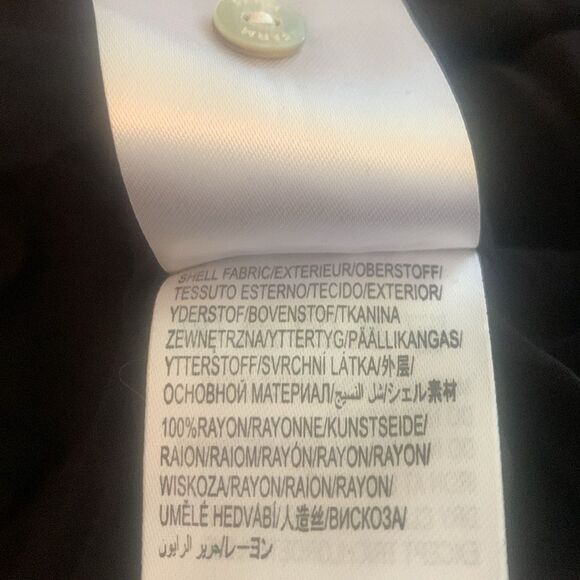 FARM
SHELL FABRIC/EXTERIEUR/OBERSTOFF/
TESSUTO ESTERNO/TECIDO/EXTERIOR/
YDERSTOF/BOVENSTOF/TKANINA
ZEWNĘTRZNA/YTTERTYG/PÄÄLLIKANGAS/
YTTERSTOFF/SVRCHNÍ LÁTKA/外层/
ОСНОВНОЙ МАТЕРИАЛ/شل النسيج/シェル素材
100%RAYON/RAYONNE/KUNSTSEIDE/
RAION/RAIOM/RAYÓN/RAYON/RAYON/
WISKOZA/RAYON/RAION/RAYON/
UMĚLÉ HEDVÁBÍ/人造丝/ВИСКОЗА/
حرير الرايون/レーヨン